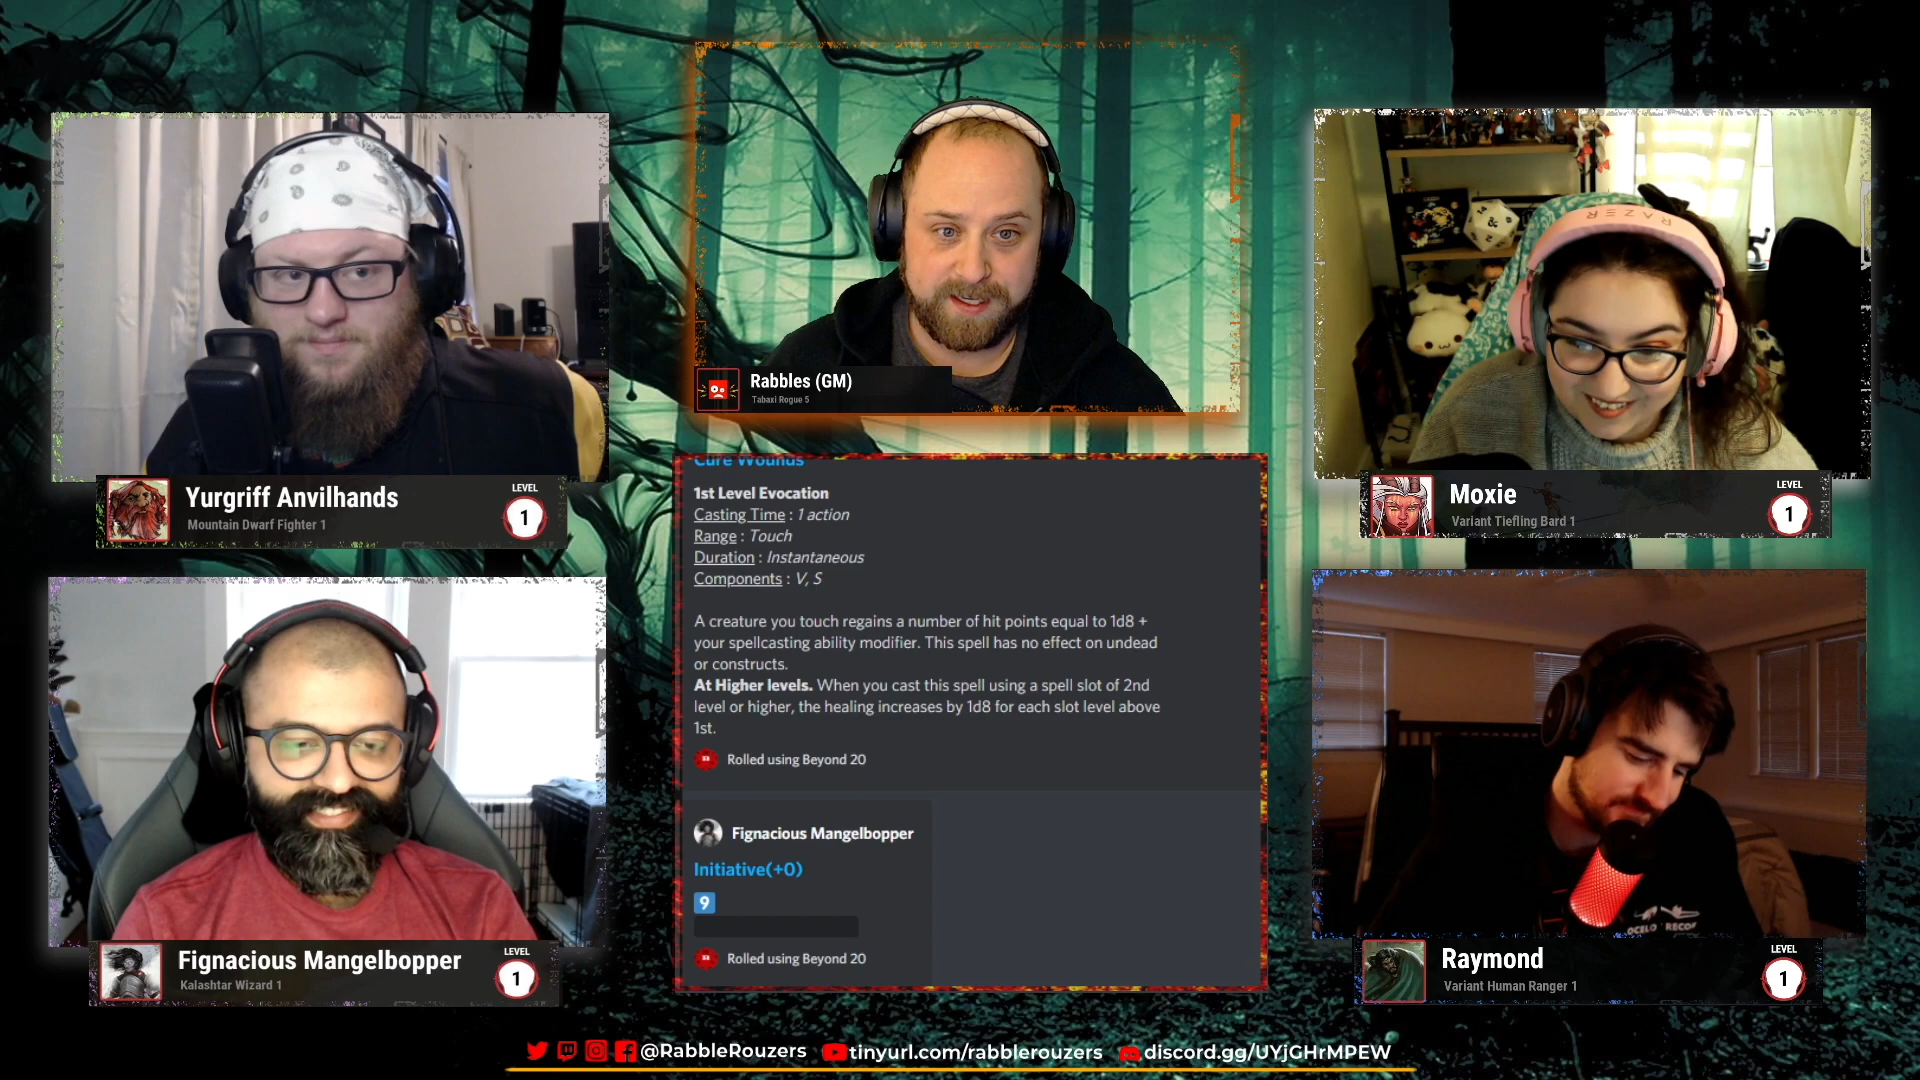 RAZER
Rabbles (GM)
Tabaxi Rogue 5
Yurgriff Anvilhands
Mountain Dwarf Fighter 1
LEVEL
1
Moxie
Variant Tiefling Bard 1
LEVEL
1
Cure Wounds
1st Level Evocation
Casting Time : 1 action
Range : Touch
Duration : Instantaneous
Components : V, S
A creature you touch regains a number of hit points equal to 1d8 +
your spellcasting ability modifier. This spell has no effect on undead
or constructs.
At Higher levels. When you cast this spell using a spell slot of 2nd
level or higher, the healing increases by 1d8 for each slot level above
1st.
Rolled using Beyond 20
Fignacious Mangelbopper
Initiative(+0)
9
Rolled using Beyond 20
Fignacious Mangelbopper
Kalashtar Wizard 1
LEVEL
1
Raymond
Variant Human Ranger 1
LEVEL
1
@RabbleRouzers tinyurl.com/rabblerouzers discord.gg/UYjGHrMPEW